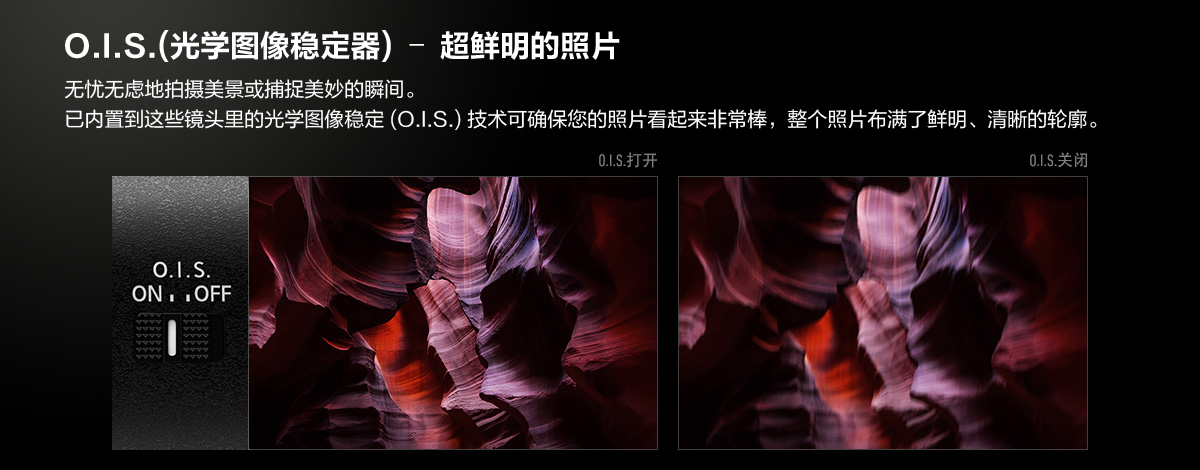 O.I.S.(光学图像稳定器) – 超鲜明的照片
无忧无虑地拍摄美景或捕捉美妙的瞬间。
已内置到这些镜头里的光学图像稳定 (O.I.S.) 技术可确保您的照片看起来非常棒，整个照片布满了鲜明、清晰的轮廓。
O.I.S.打开
O.I.S.关闭
O.I.S.
ON OFF